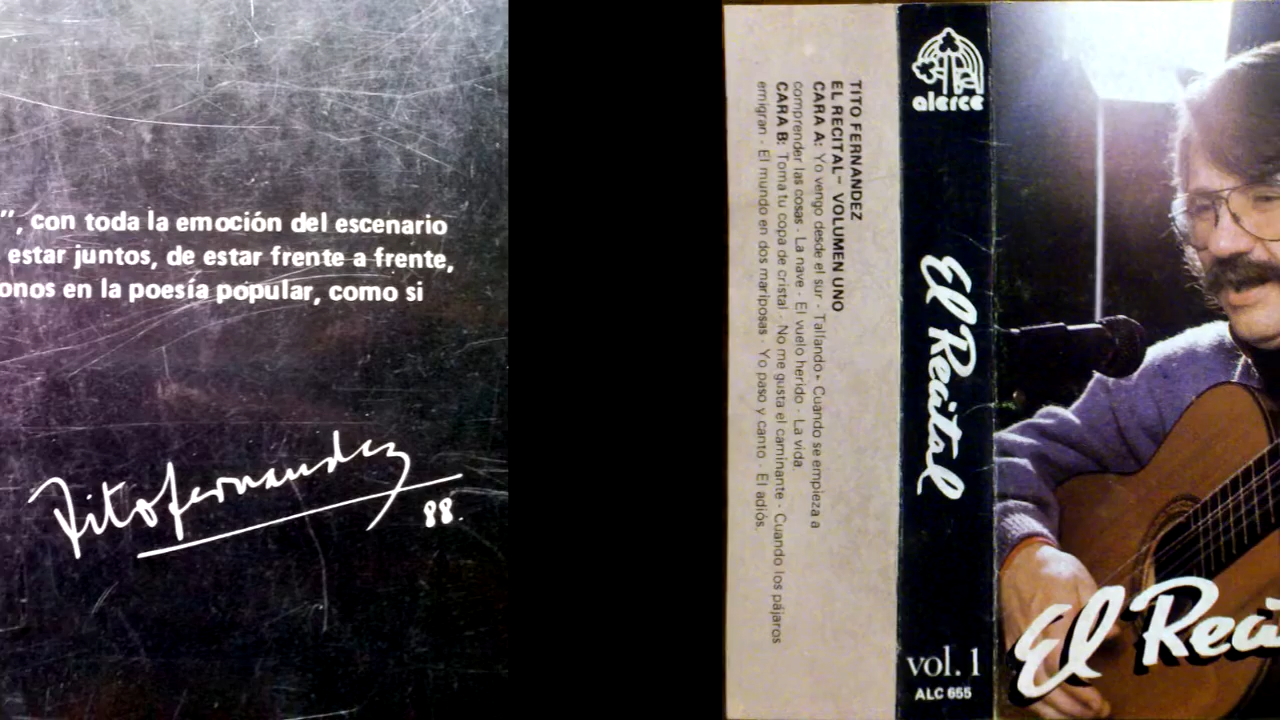 ”, con toda la emoción del escenario
estar juntos, de estar frente a frente,
onos en la poesía popular, como si
Tito fernandez
88.
TITO FERNANDEZ
EL RECITAL– VOLUMEN UNO
CARA A: Yo vengo desde el sur - Tallando - Cuando se empieza a
comprender las cosas - La nave - El vuelo herido - La vida.
CARA B: Toma tu copa de cristal - No me gusta el caminante - Cuando los pájaros
emigran - El mundo en dos mariposas - Yo paso y canto - El adiós.
alerce
El Recital
vol. 1
ALC 655
El Reci